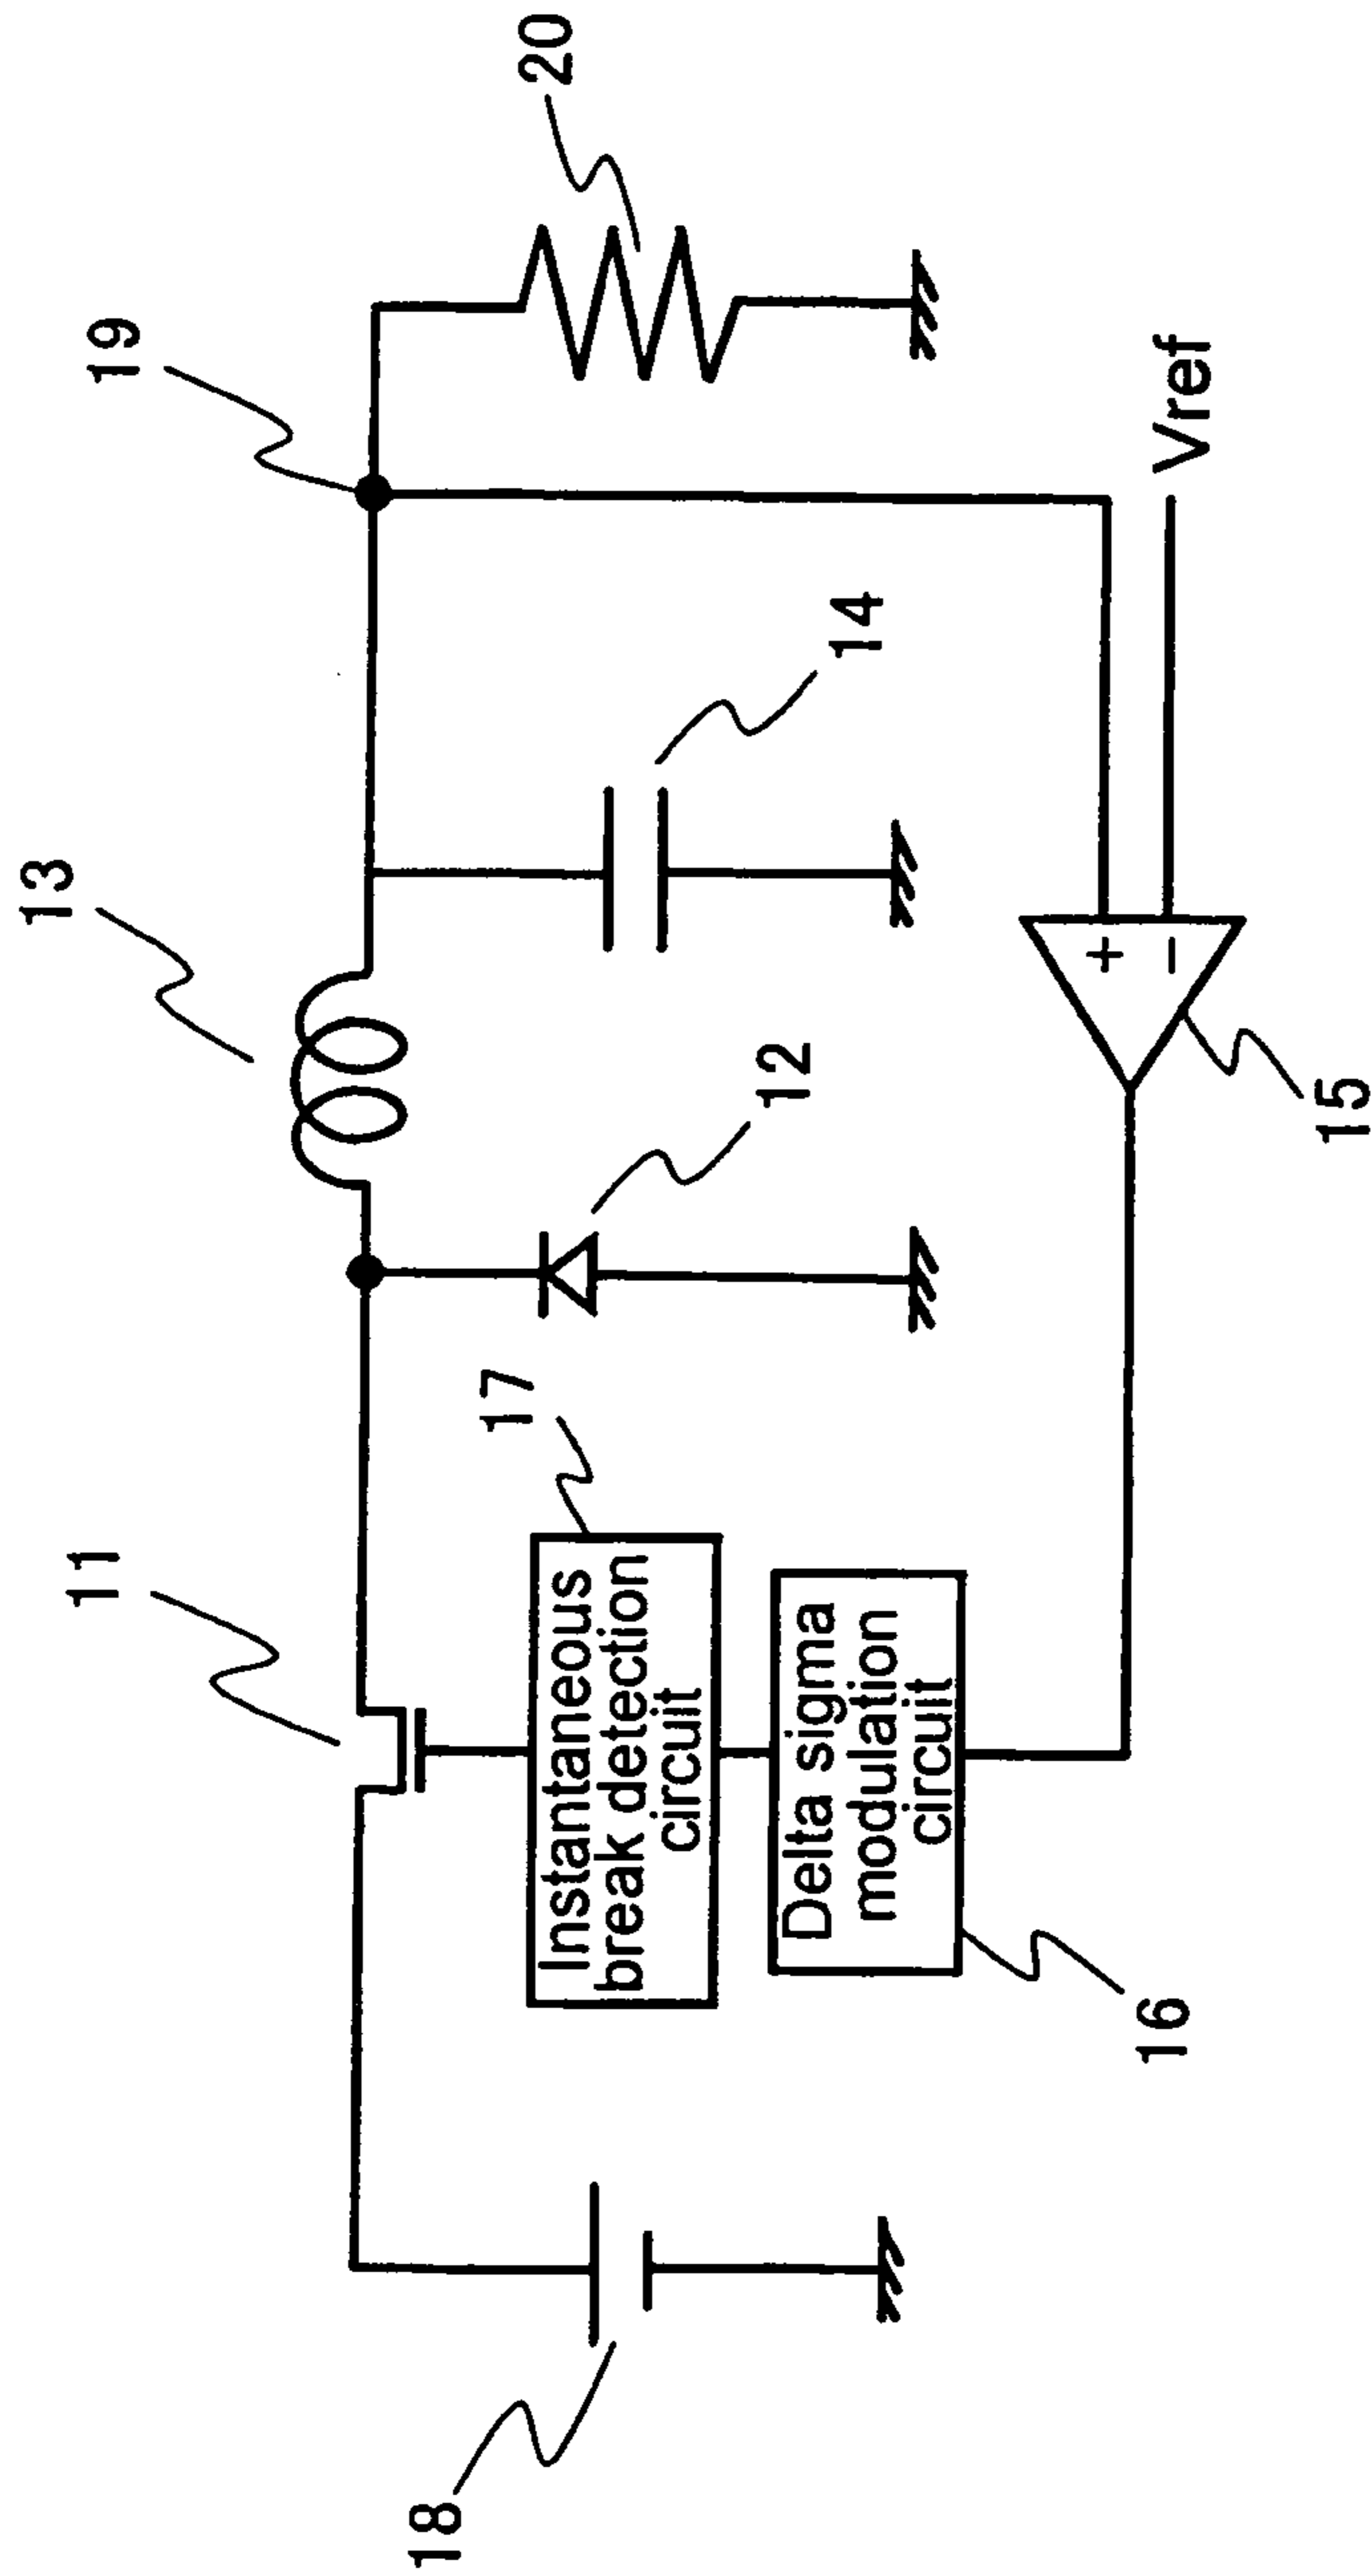 11
13
19
20
17
12
14
Instantaneous
break detection
circuit
Delta sigma
modulation
circuit
18
16
15
+
−
Vref